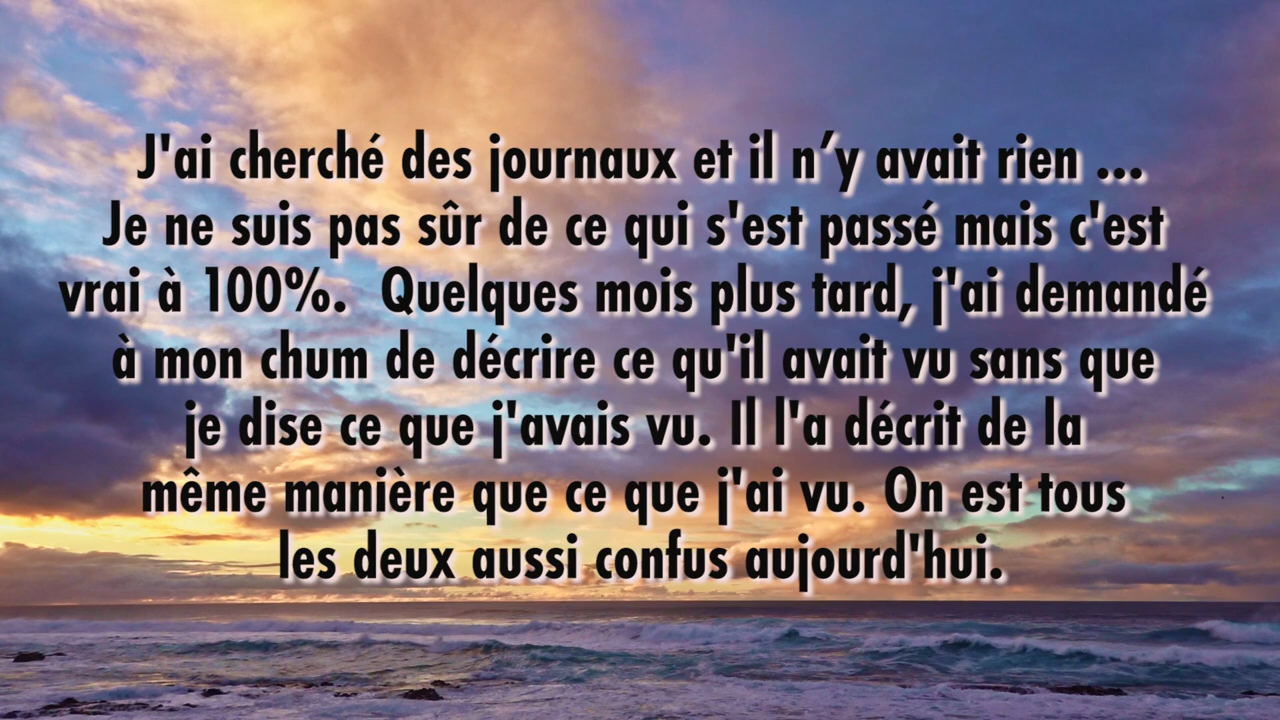 J'ai cherché des journaux et il n’y avait rien ...
Je ne suis pas sûr de ce qui s'est passé mais c'est
vrai à 100%.  Quelques mois plus tard, j'ai demandé
à mon chum de décrire ce qu'il avait vu sans que
je dise ce que j'avais vu. Il l'a décrit de la
même manière que ce que j'ai vu. On est tous
les deux aussi confus aujourd'hui.